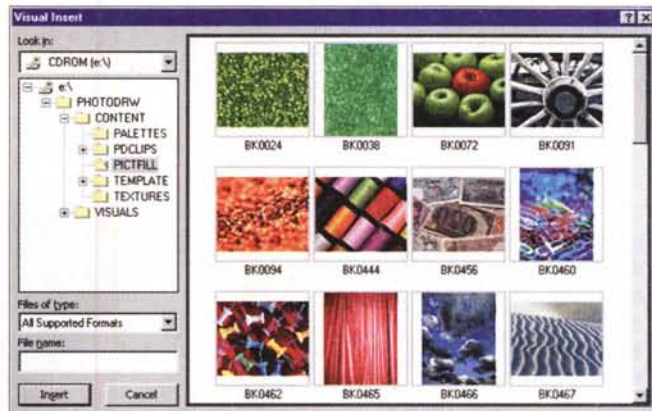 Visual Insert
Look in:
CDROM (e:\)
e:\
PHOTODRW
CONTENT
PALETTES
PDCLIPS
PICTFILL
TEMPLATE
TEXTURES
VISUALS
Files of type:
All Supported Formats
File name:
Insert
Cancel
BK0024
BK0038
BK0072
BK0091
BK0094
BK0444
BK0456
BK0460
BK0462
BK0465
BK0466
BK0467